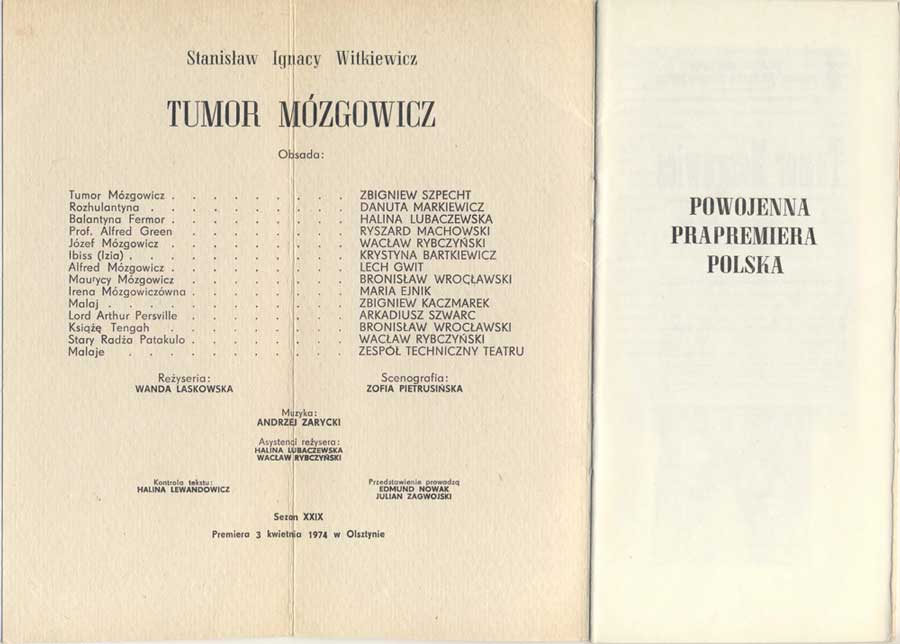 Stanisław Ignacy Witkiewicz
TUMOR MÓZGOWICZ
Obsada:
Tumor Mózgowicz . . . . . . . . . ZBIGNIEW SZPECHT
Rozhulantyna . . . . . . . . . . DANUTA MARKIEWICZ
Balantyna Fermor . . . . . . . . . HALINA LUBACZEWSKA
Prof. Alfred Green . . . . . . . . RYSZARD MACHOWSKI
Józef Mózgowicz . . . . . . . . . WACŁAW RYBCZYŃSKI
Ibiss (Izia) . . . . . . . . . . . KRYSTYNA BARTKIEWICZ
Alfred Mózgowicz . . . . . . . . . LECH GWIT
Maurycy Mózgowicz . . . . . . . . BRONISŁAW WROCŁAWSKI
Irena Mózgowiczówna . . . . . . . . MARIA EJNIK
Malaj . . . . . . . . . . . . ZBIGNIEW KACZMAREK
Lord Arthur Persville . . . . . . . . ARKADIUSZ SZWARC
Książę Tengah . . . . . . . . . BRONISŁAW WROCŁAWSKI
Stary Radża Patakulo . . . . . . . . WACŁAW RYBCZYŃSKI
Malaje . . . . . . . . . . . ZESPÓŁ TECHNICZNY TEATRU
Reżyseria: Scenografia:
WANDA LASKOWSKA ZOFIA PIETRUSIŃSKA
Muzyka:
ANDRZEJ ZARYCKI
Asystenci reżysera:
HALINA LUBACZEWSKA
WACŁAW RYBCZYŃSKI
Kontrola tekstu: Przedstawienie prowadzą
HALINA LEWANDOWICZ EDMUND NOWAK
JULIAN ZAGWOJSKI
Sezon XXIX
Premiera 3 kwietnia 1974 w Olsztynie
POWOJENNA
PRAPREMIERA
POLSKA